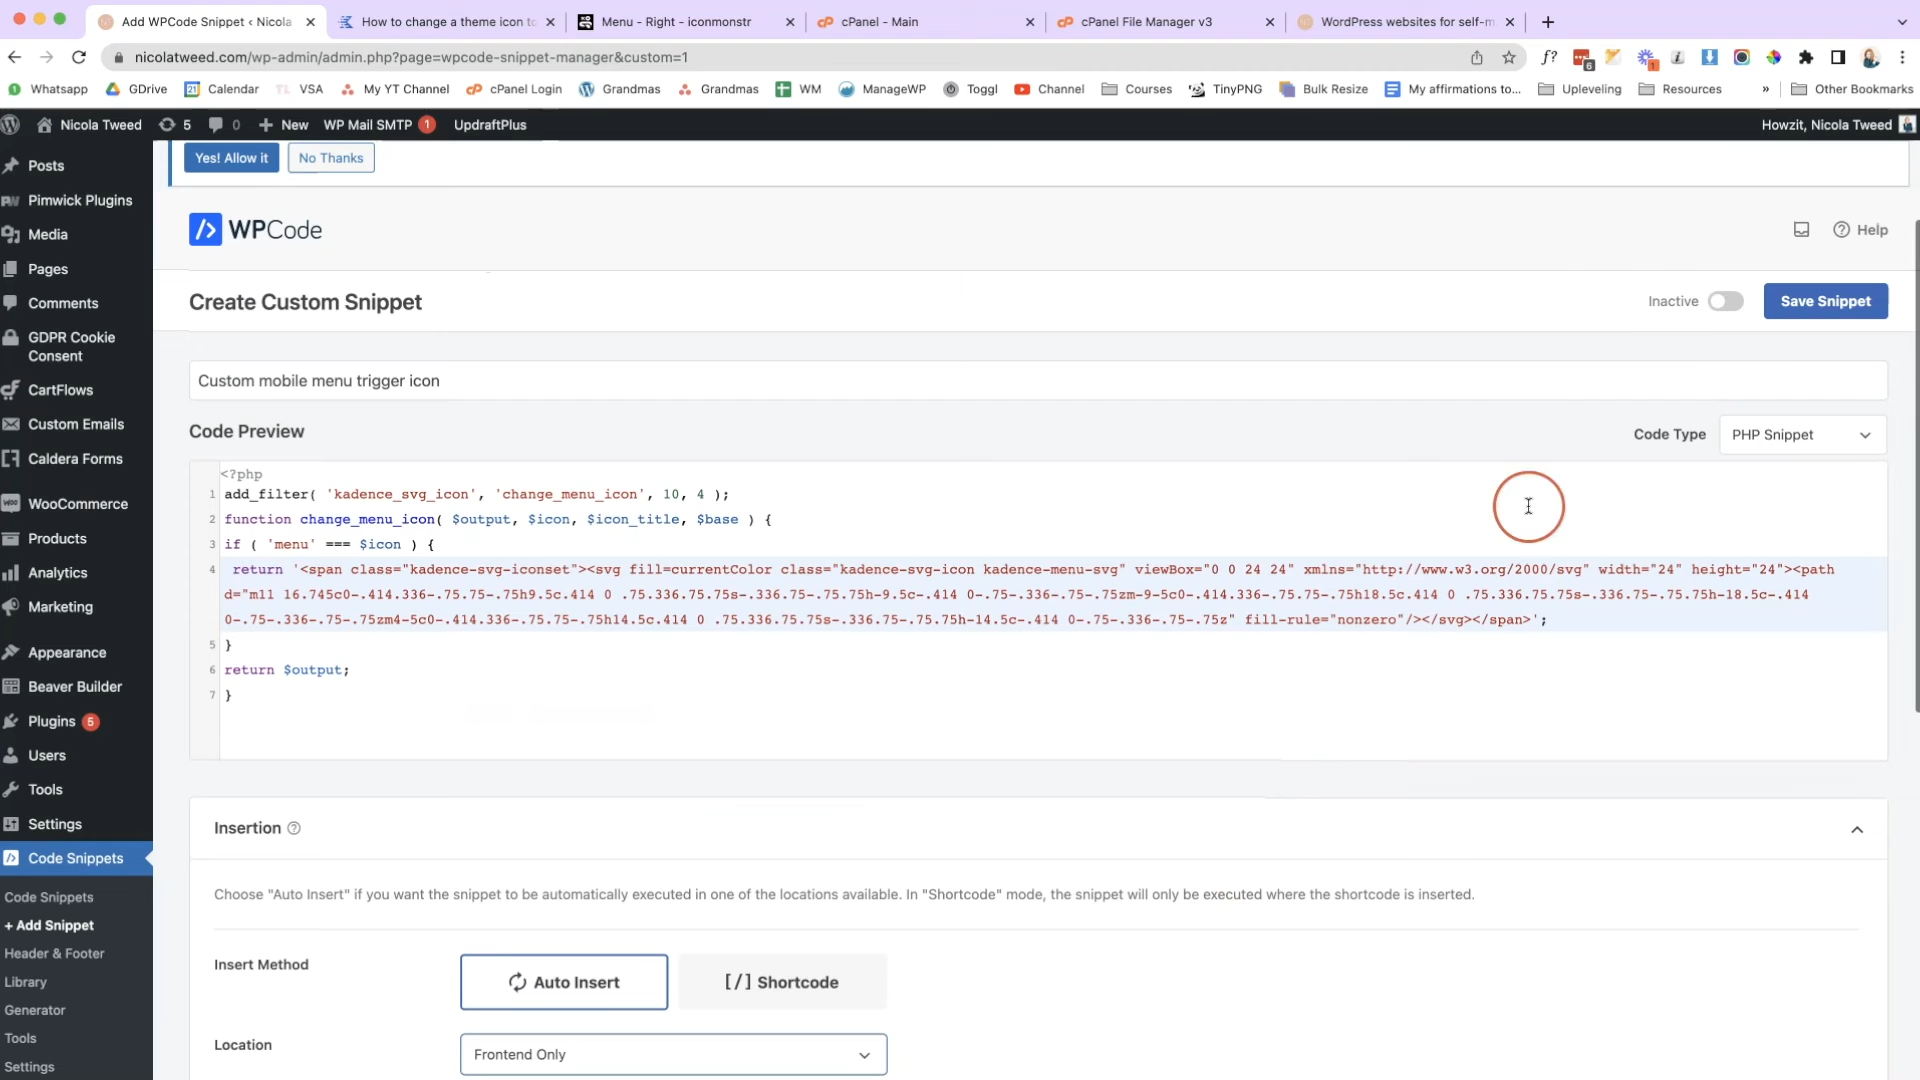 Add WPCode Snippet ‹ Nicola
How to change a theme icon to
Menu - Right - iconmonstr
cPanel - Main
cPanel File Manager v3
WordPress websites for self-m
nicolatweed.com/wp-admin/admin.php?page=wpcode-snippet-manager&custom=1
f?
6
1
Whatsapp
GDrive
21
Calendar
TL
VSA
My YT Channel
cPanel Login
Grandmas
Grandmas
WM
ManageWP
Toggl
Channel
Courses
TinyPNG
Bulk Resize
My affirmations to...
Upleveling
Resources
»
Other Bookmarks
Nicola Tweed
5
0
New
WP Mail SMTP 1
UpdraftPlus
Howzit, Nicola Tweed
Posts
Pimwick Plugins
Media
Pages
Comments
GDPR Cookie
Consent
CartFlows
Custom Emails
Caldera Forms
WooCommerce
Products
Analytics
Marketing
Appearance
Beaver Builder
Plugins 5
Users
Tools
Settings
Code Snippets
Code Snippets
+ Add Snippet
Header & Footer
Library
Generator
Tools
Settings
Yes! Allow it
No Thanks
WPCode
Help
Create Custom Snippet
Inactive
Save Snippet
Custom mobile menu trigger icon
Code Preview
Code Type
PHP Snippet
<?php
1 add_filter( 'kadence_svg_icon', 'change_menu_icon', 10, 4 );
2 function change_menu_icon( $output, $icon, $icon_title, $base ) {
3 if ( 'menu' === $icon ) {
4 return '<span class="kadence-svg-iconset"><svg fill=currentColor class="kadence-svg-icon kadence-menu-svg" viewBox="0 0 24 24" xmlns="http://www.w3.org/2000/svg" width="24" height="24"><path
d="m11 16.745c0-.414.336-.75.75-.75h9.5c.414 0 .75.336.75.75s-.336.75-.75.75h-9.5c-.414 0-.75-.336-.75-.75zm-9-5c0-.414.336-.75.75-.75h18.5c.414 0 .75.336.75.75s-.336.75-.75.75h-18.5c-.414
0-.75-.336-.75-.75zm4-5c0-.414.336-.75.75-.75h14.5c.414 0 .75.336.75.75s-.336.75-.75.75h-14.5c-.414 0-.75-.336-.75-.75z" fill-rule="nonzero"/></svg></span>';
5 }
6 return $output;
7 }
Insertion
Choose "Auto Insert" if you want the snippet to be automatically executed in one of the locations available. In "Shortcode" mode, the snippet will only be executed where the shortcode is inserted.
Insert Method
Auto Insert
[/] Shortcode
Location
Frontend Only